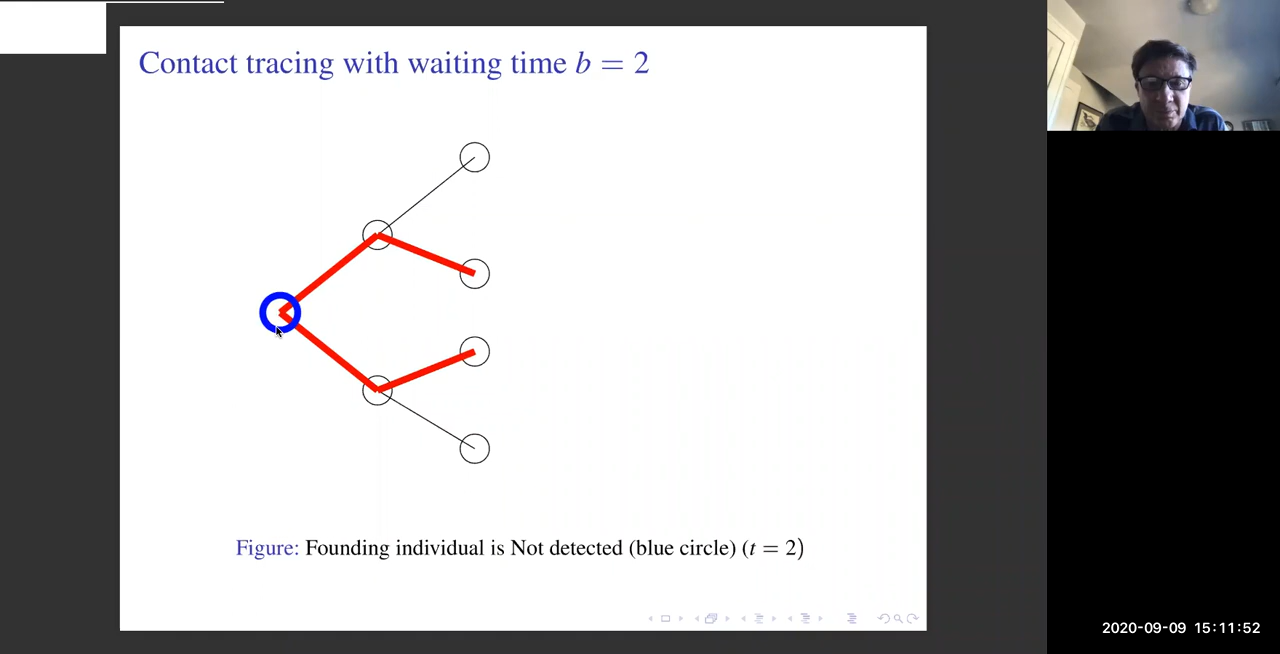 Contact tracing with waiting time b = 2
Figure: Founding individual is Not detected (blue circle) (t = 2)
2020-09-09 15:11:52